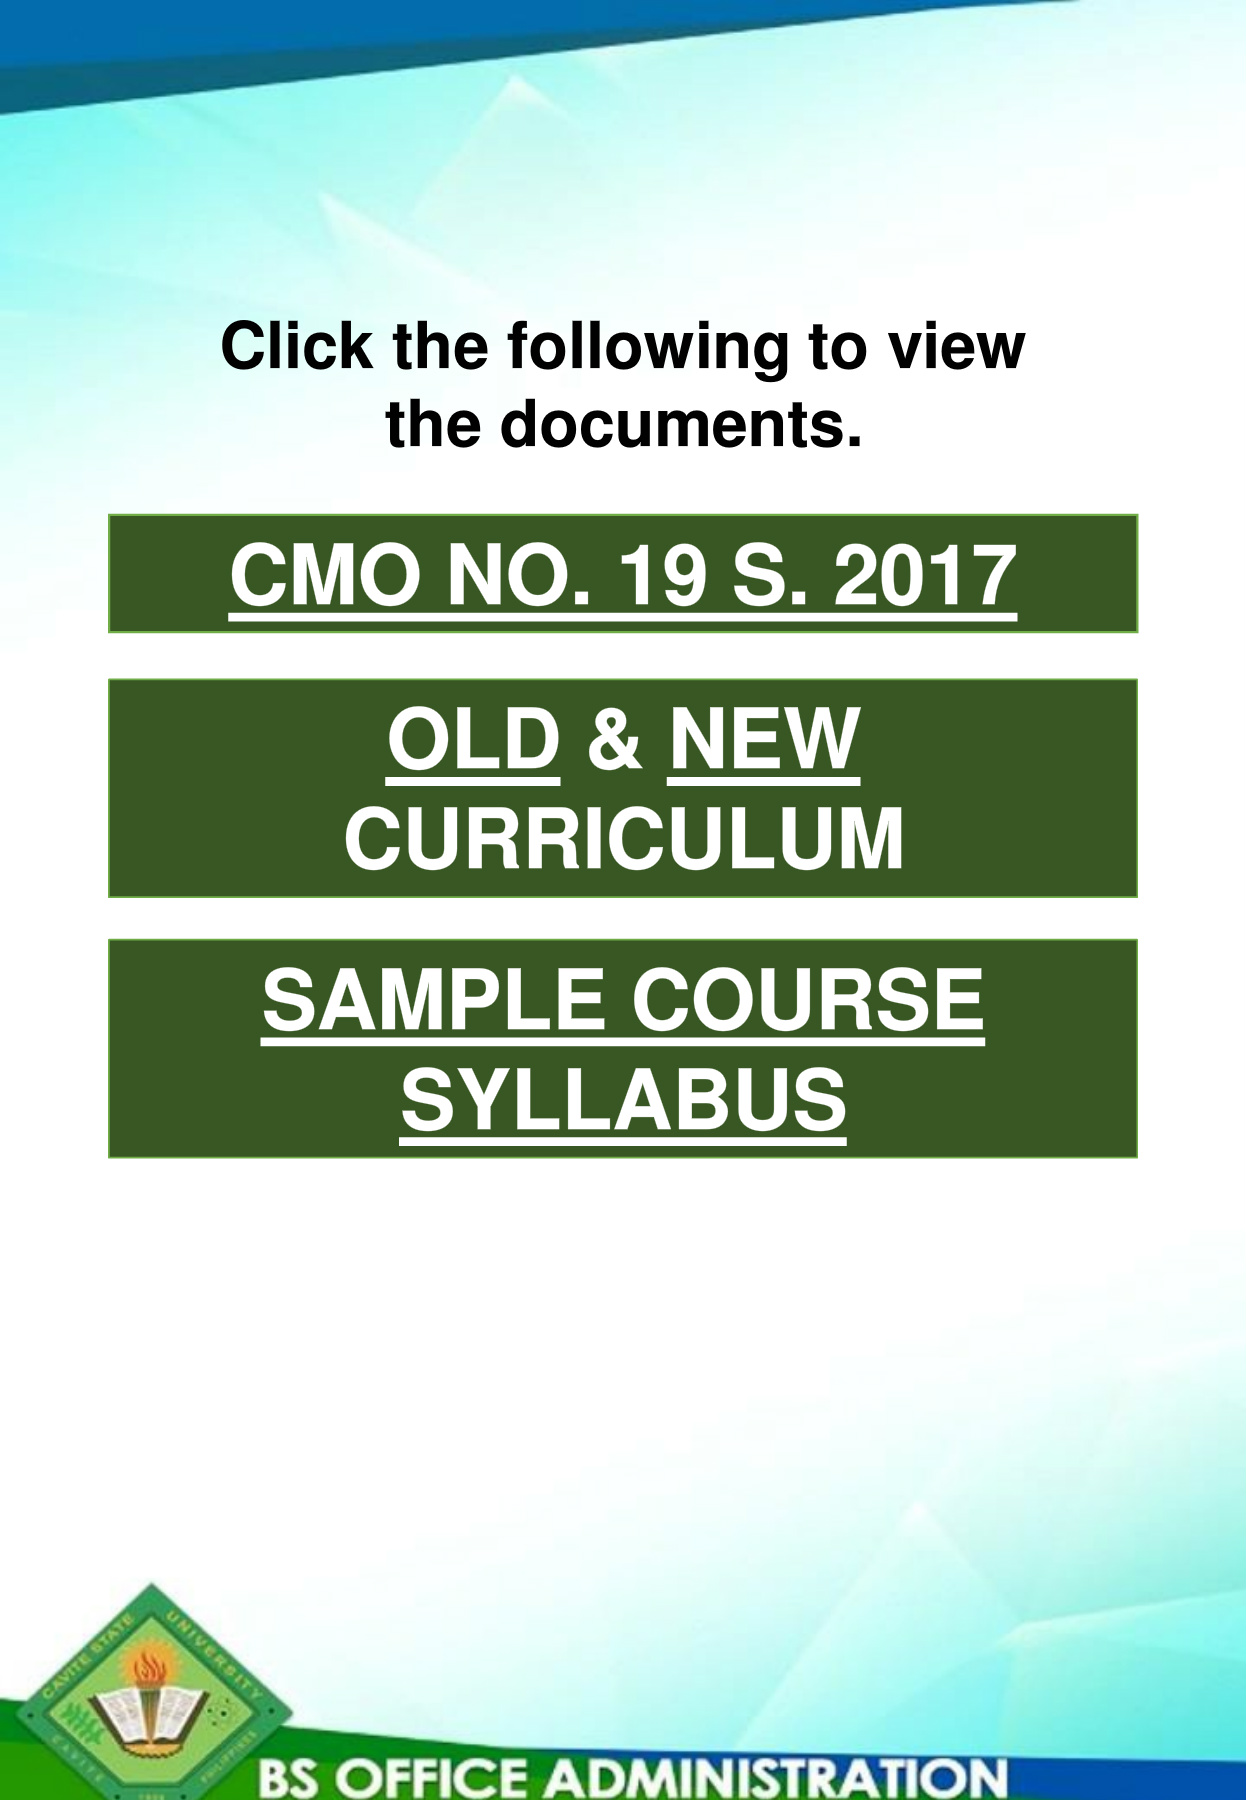 Click the following to view
the documents.
CMO NO. 19 S. 2017
OLD & NEW
CURRICULUM
SAMPLE COURSE
SYLLABUS
CAVITE STATE UNIVERSITY
CAVITE PHILIPPINES
BS OFFICE ADMINISTRATION